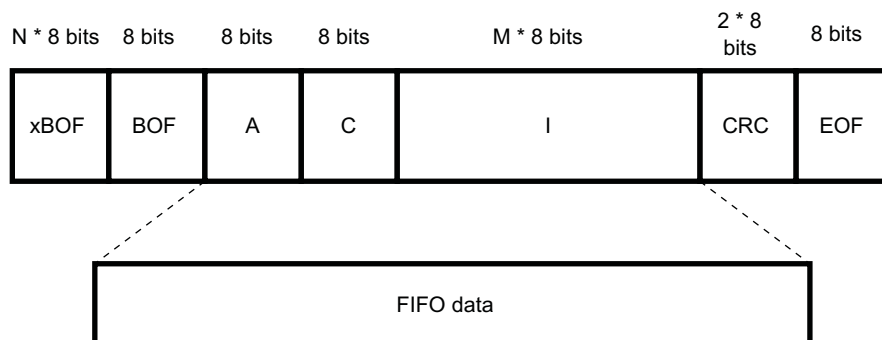 N * 8 bits 8 bits 8 bits 8 bits M * 8 bits 2 * 8 bits 8 bits
xBOF BOF A C I CRC EOF
FIFO data